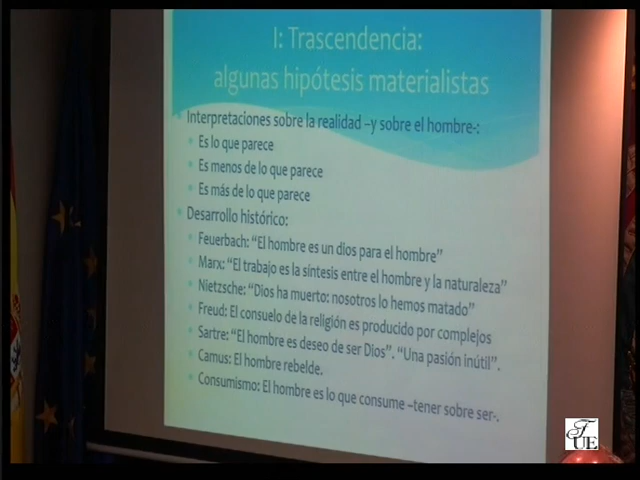 I: Trascendencia:
algunas hipótesis materialistas
Interpretaciones sobre la realidad –y sobre el hombre-:
Es lo que parece
Es menos de lo que parece
Es más de lo que parece
Desarrollo histórico:
Feuerbach: “El hombre es un dios para el hombre”
Marx: “El trabajo es la síntesis entre el hombre y la naturaleza”
Nietzsche: “Dios ha muerto: nosotros lo hemos matado”
Freud: El consuelo de la religión es producido por complejos
Sartre: “El hombre es deseo de ser Dios”. “Una pasión inútil”.
Camus: El hombre rebelde.
Consumismo: El hombre es lo que consume –tener sobre ser-.
FUE